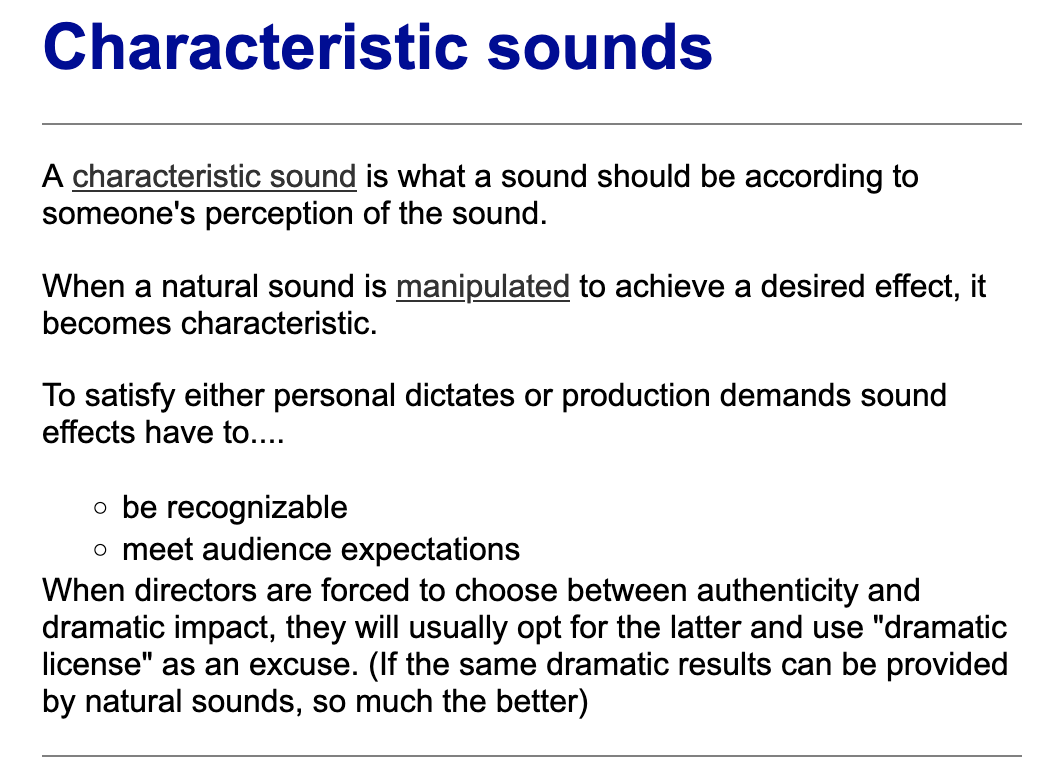 Characteristic sounds
A characteristic sound is what a sound should be according to
someone's perception of the sound.
When a natural sound is manipulated to achieve a desired effect, it
becomes characteristic.
To satisfy either personal dictates or production demands sound
effects have to....
○ be recognizable
○ meet audience expectations
When directors are forced to choose between authenticity and
dramatic impact, they will usually opt for the latter and use "dramatic
license" as an excuse. (If the same dramatic results can be provided
by natural sounds, so much the better)